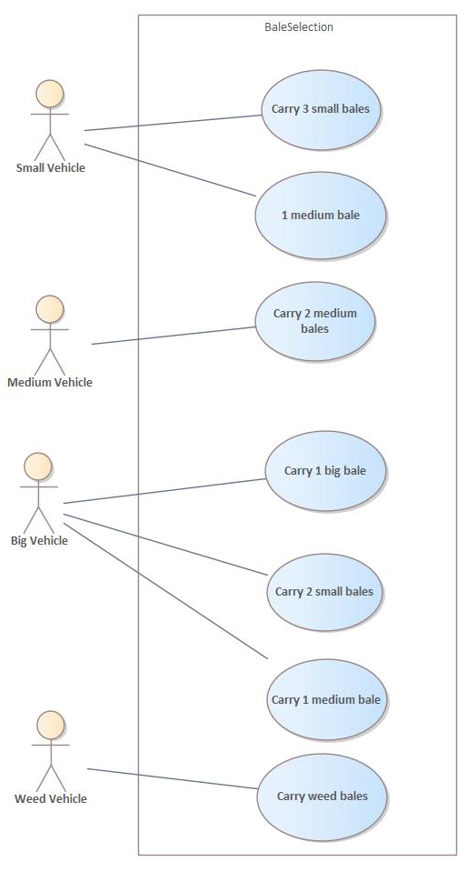 BaleSelection
Carry 3 small bales
Small Vehicle
1 medium bale
Carry 2 medium
bales
Medium Vehicle
Carry 1 big bale
Big Vehicle
Carry 2 small bales
Carry 1 medium bale
Weed Vehicle
Carry weed bales